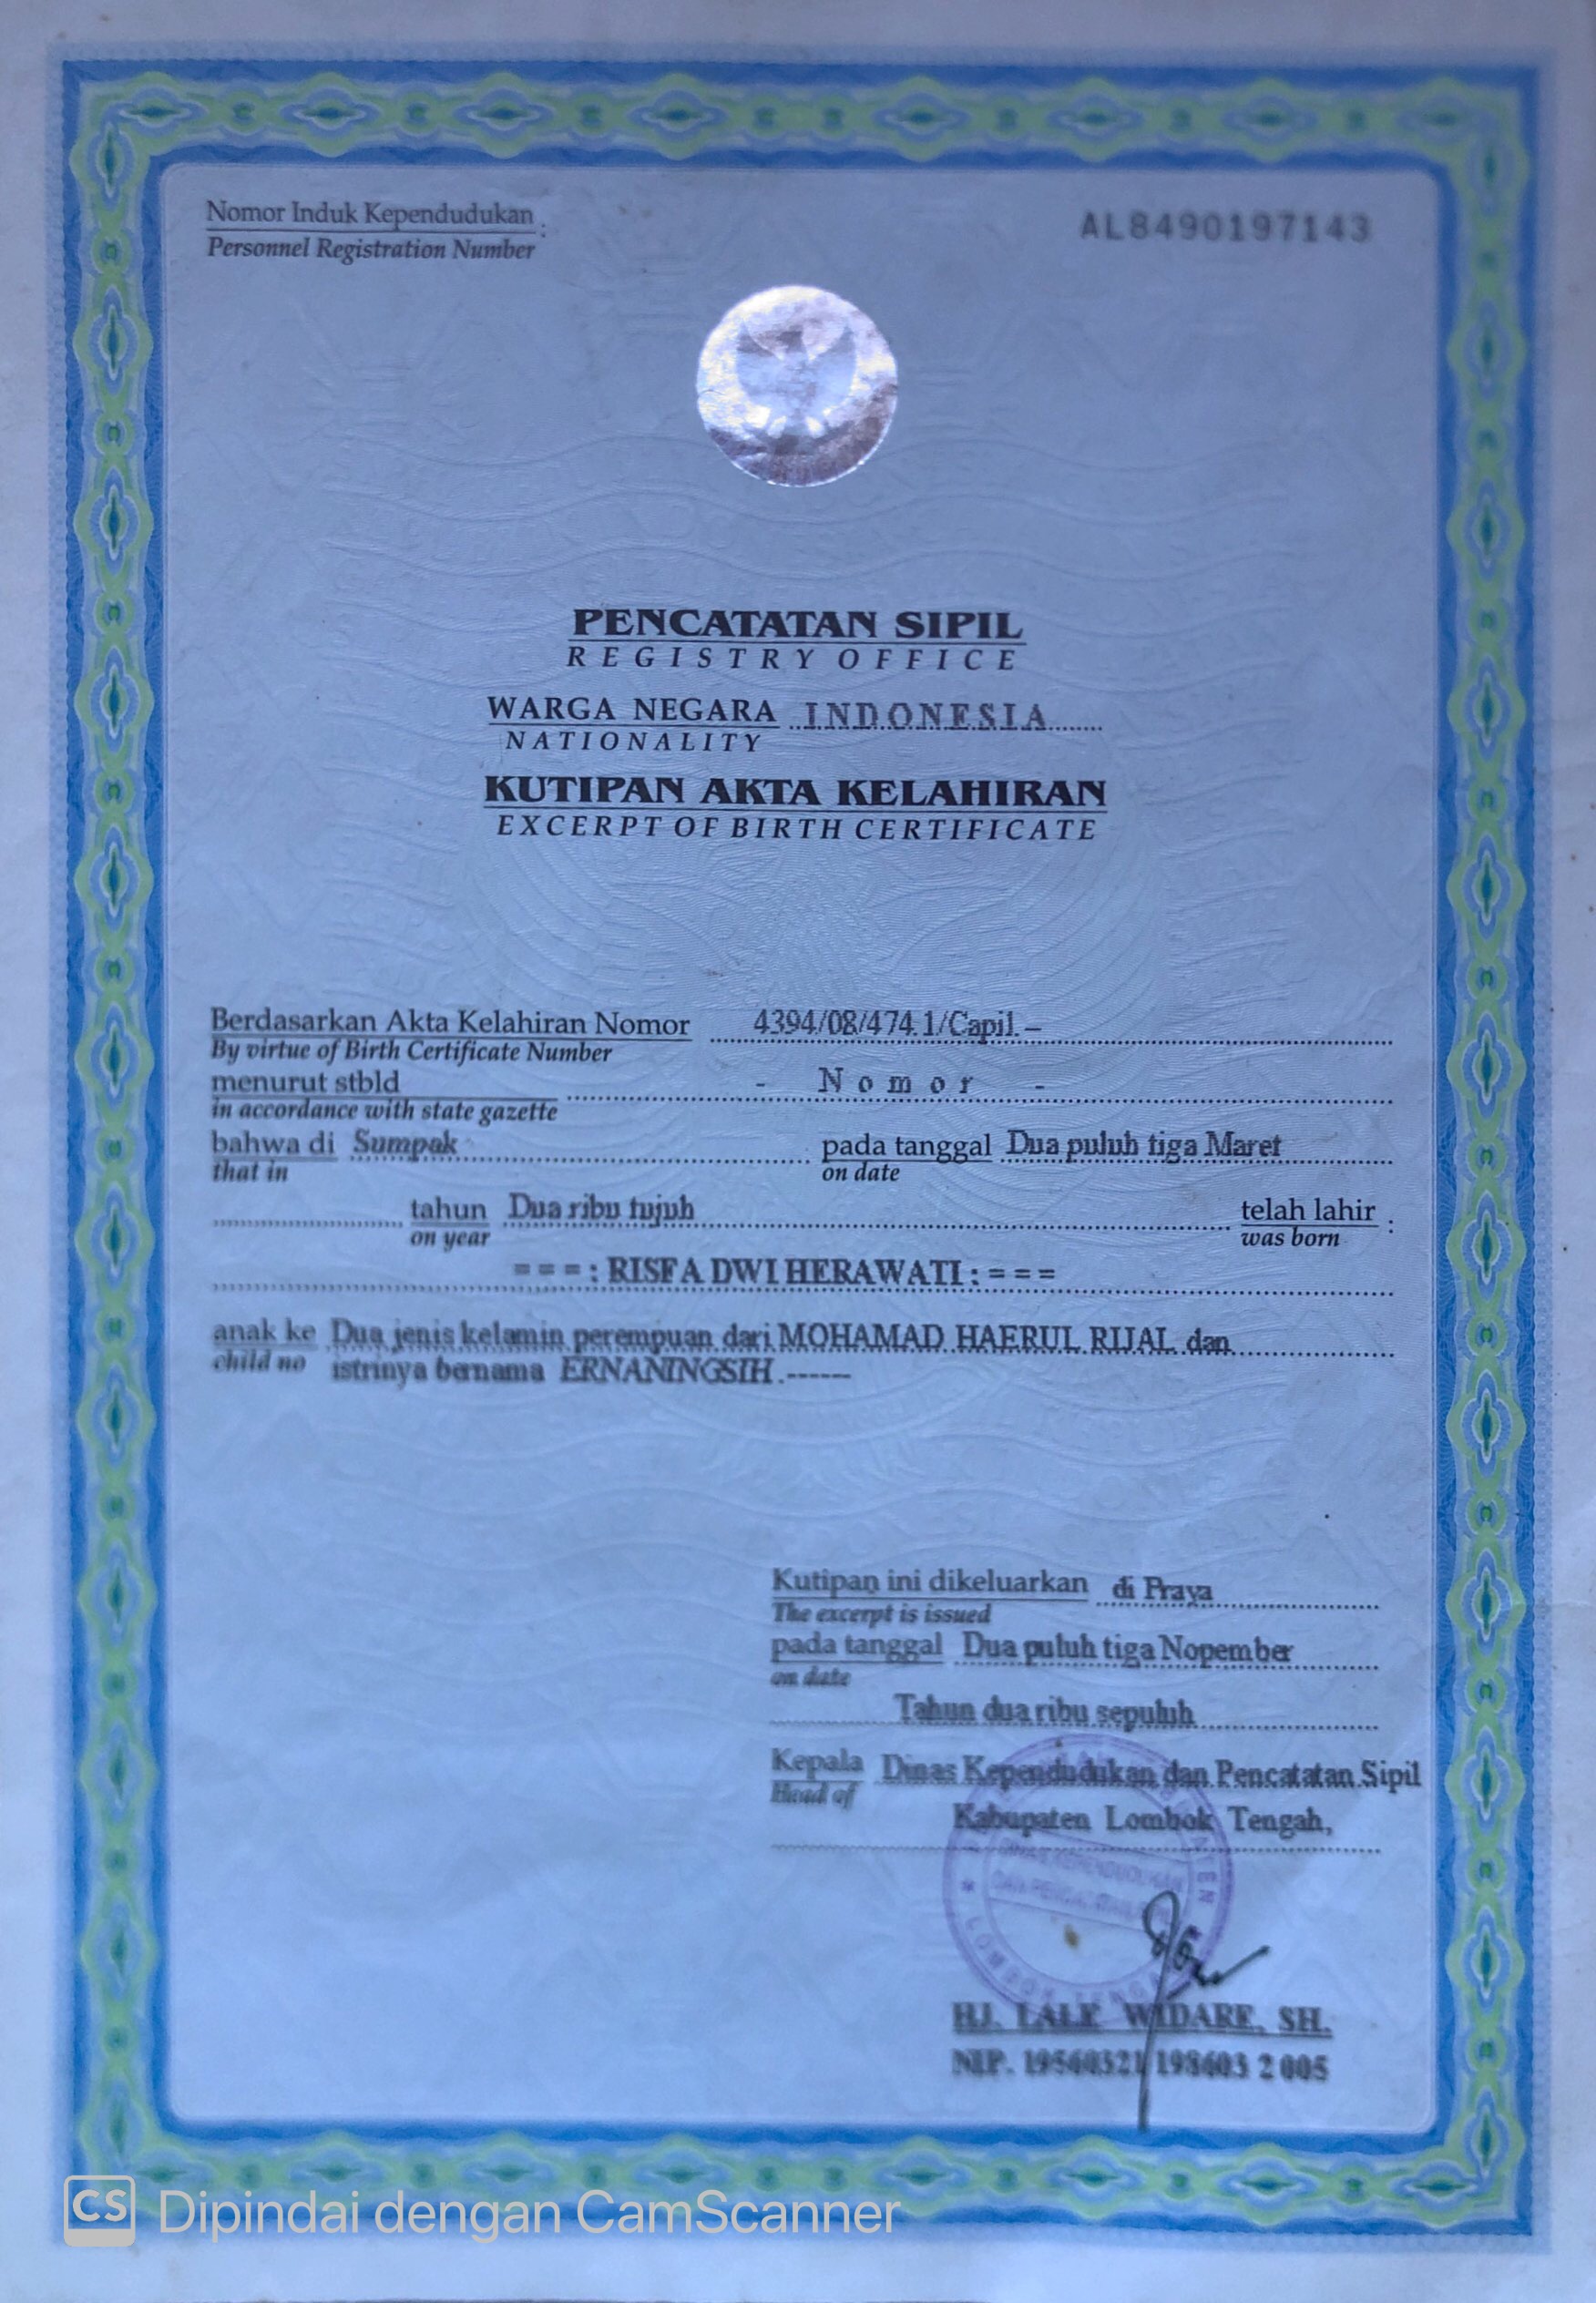 Nomor Induk Kependudukan :
Personnel Registration Number
AL8490197143
PENCATATAN SIPIL
REGISTRY OFFICE
WARGA NEGARA INDONESIA
NATIONALITY
KUTIPAN AKTA KELAHIRAN
EXCERPT OF BIRTH CERTIFICATE
Berdasarkan Akta Kelahiran Nomor 4394/08/474.1/Capil.–
By virtue of Birth Certificate Number
menurut stbld - Nomor -
in accordance with state gazette
bahwa di Sumpak pada tanggal Dua puluh tiga Maret
that in on date
tahun Dua ribu tujuh telah lahir :
on year was born
===: RISFA DWI HERAWATI :===
anak ke Dua jenis kelamin perempuan dari MOHAMAD HAERUL RIJAL dan
child no istrinya bernama ERNANINGSIH.------
Kutipan ini dikeluarkan di Praya
The excerpt is issued
pada tanggal Dua puluh tiga Nopember
on date
Tahun dua ribu sepuluh
Kepala Dinas Kependudukan dan Pencatatan Sipil
Head of
Kabupaten Lombok Tengah,
LOMBOK TENGAH
HJ. LALE WIDARE, SH.
NIP. 19560321 198603 2 005
CS Dipindai dengan CamScanner